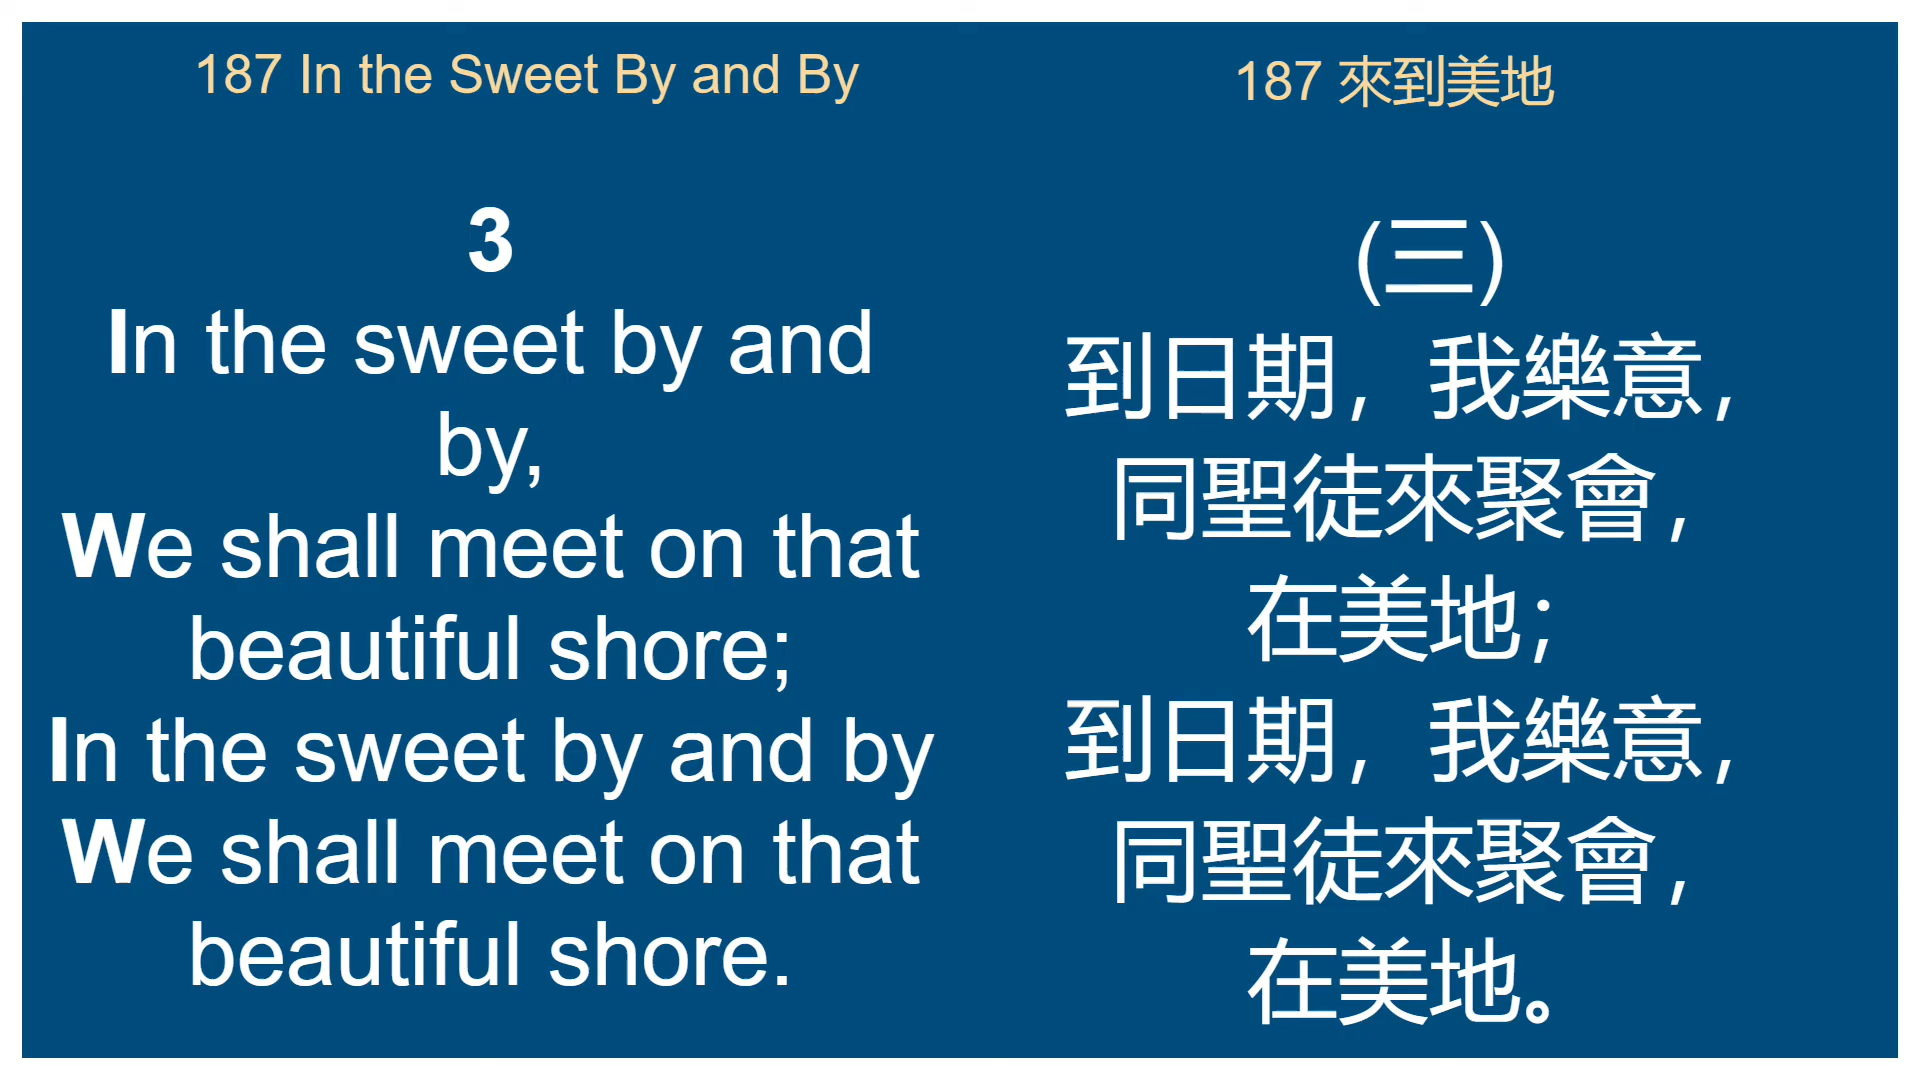 187 In the Sweet By and By
3
In the sweet by and
by,
We shall meet on that
beautiful shore;
In the sweet by and by
We shall meet on that
beautiful shore.
187 來到美地
(三)
到日期，我樂意，
同聖徒來聚會，
在美地；
到日期，我樂意，
同聖徒來聚會，
在美地。